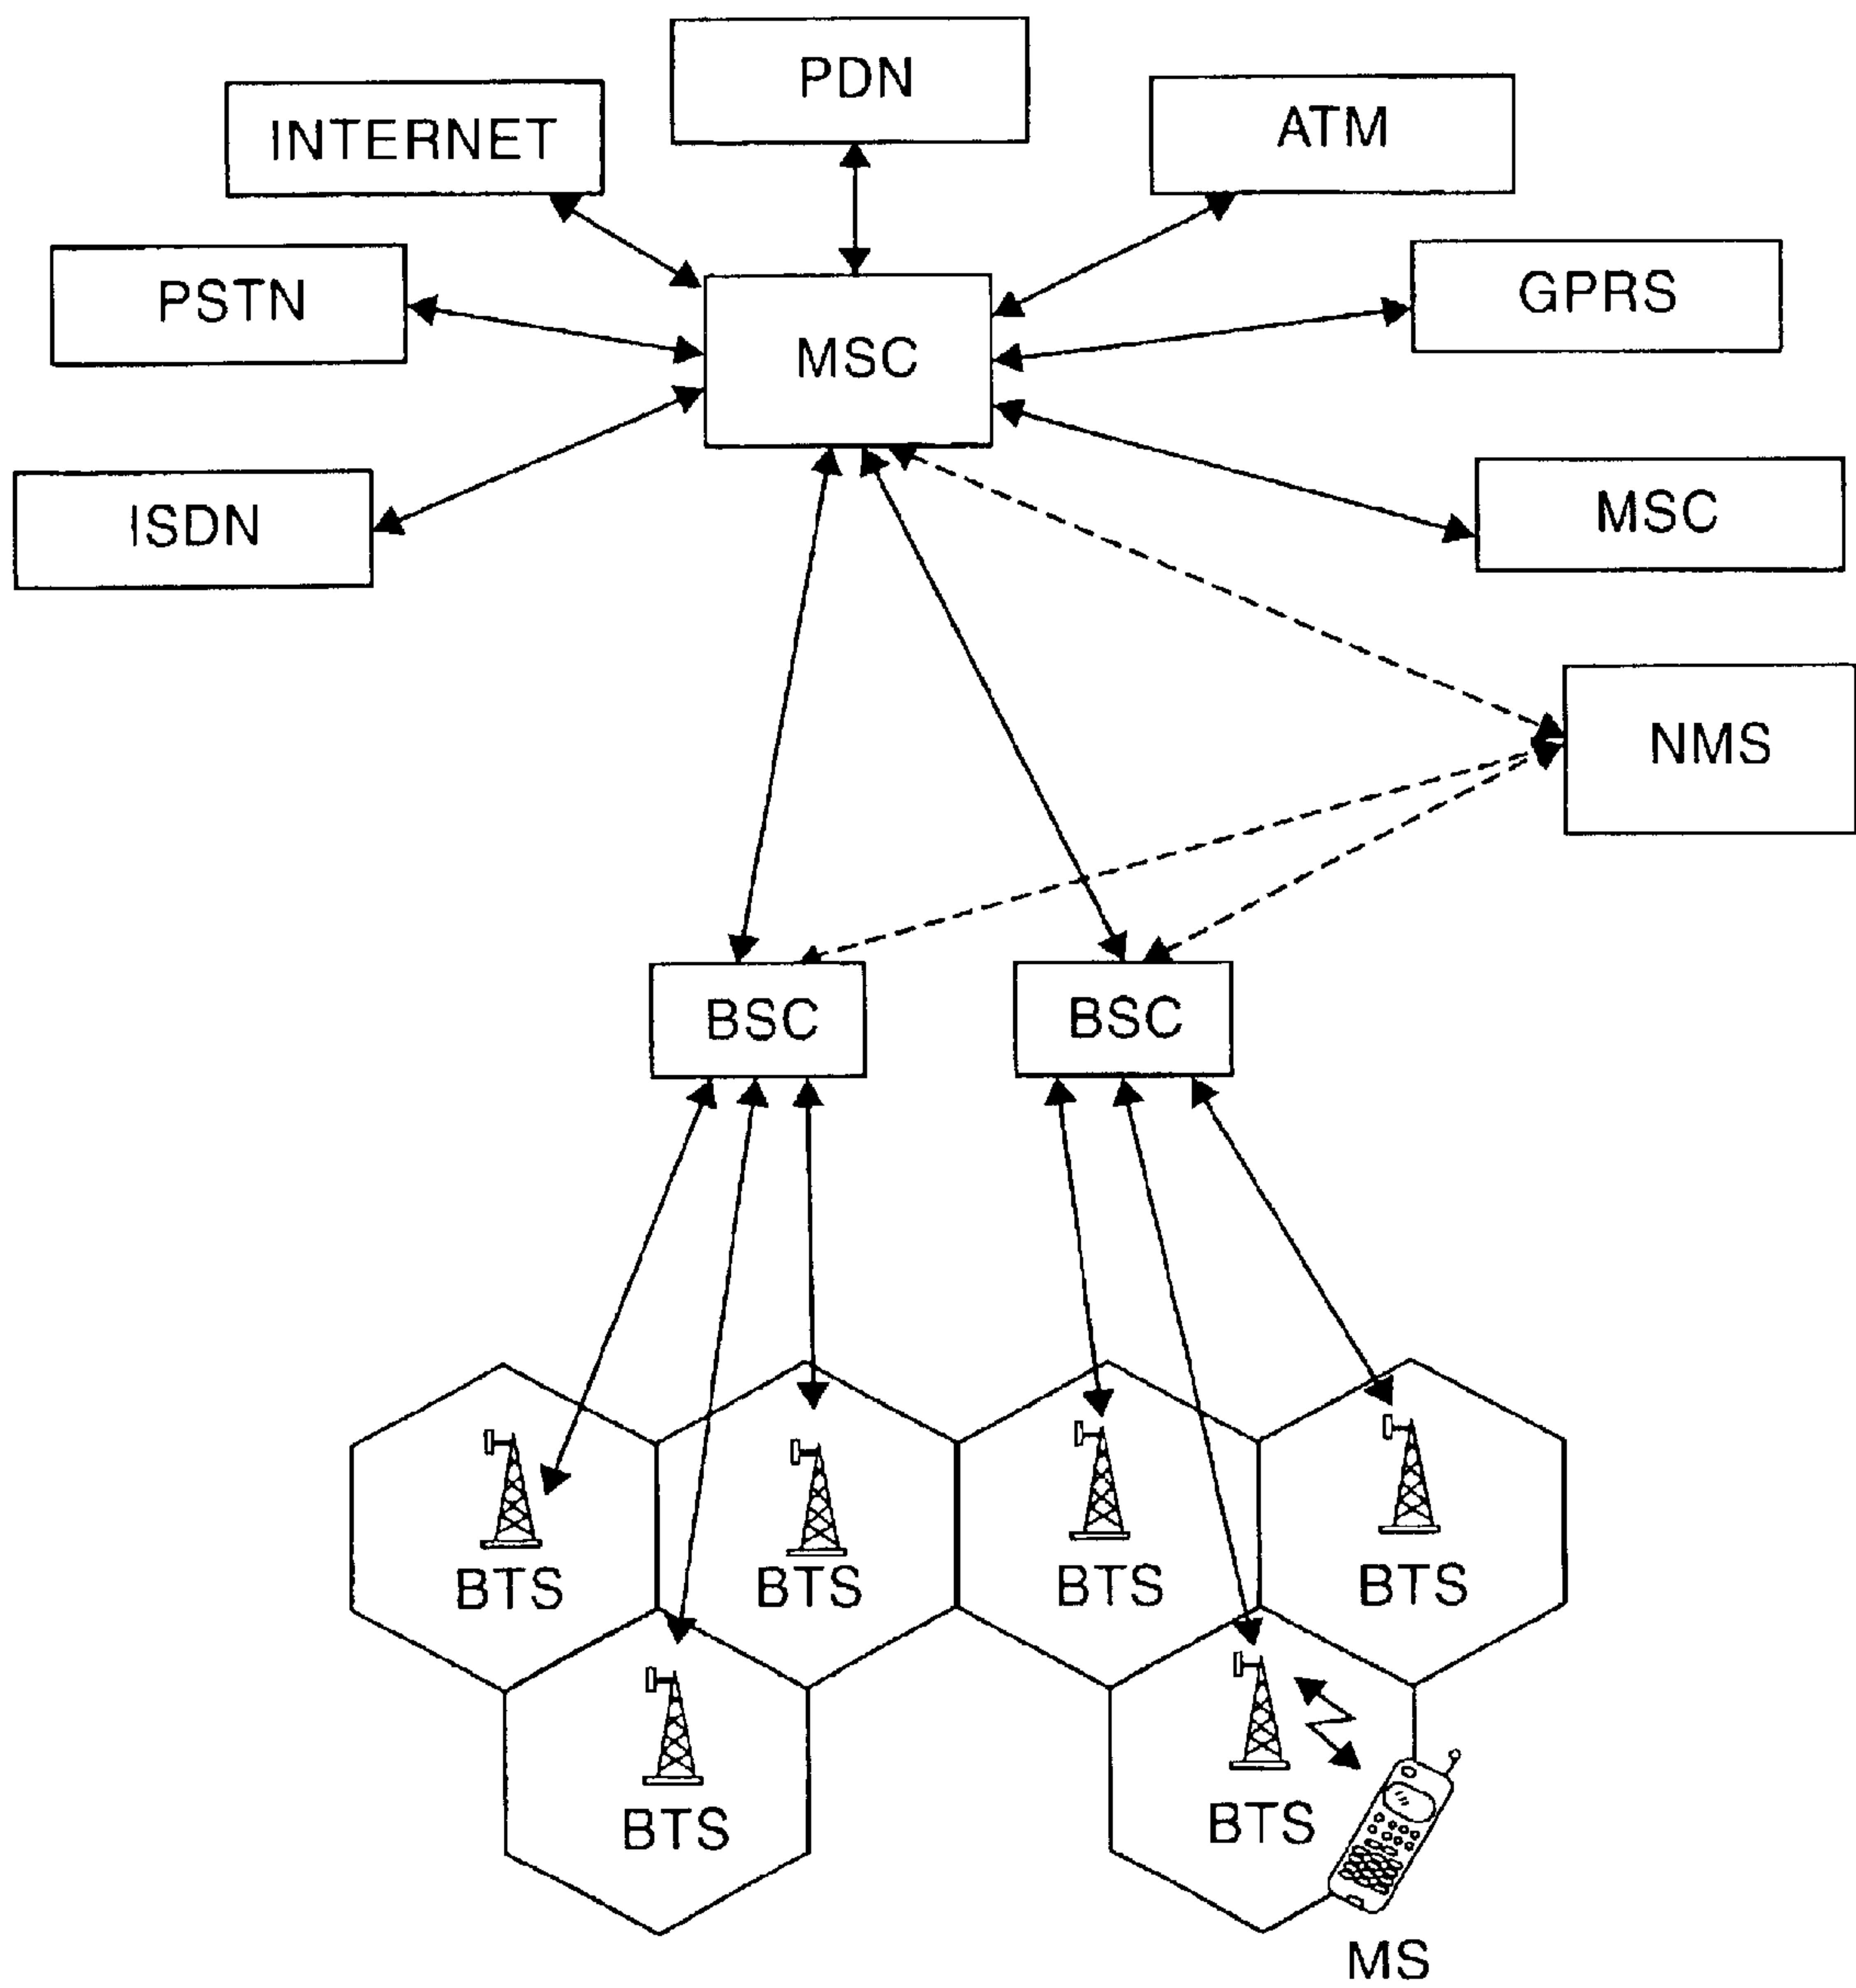 PDN
INTERNET
ATM
PSTN
MSC
GPRS
ISDN
MSC
NMS
BSC
BSC
BTS
BTS
BTS
BTS
BTS
BTS
MS